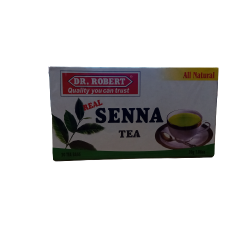 DR. ROBERT
Quality you can trust
All Natural
REAL
SENNA
TEA